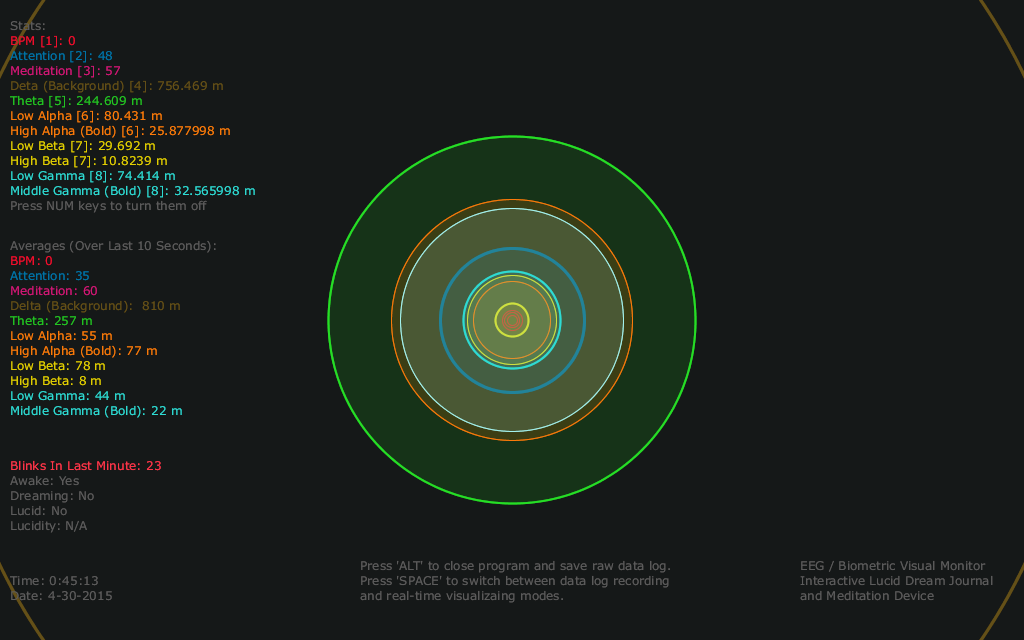 Stats:
BPM [1]: 0
Attention [2]: 48
Meditation [3]: 57
Deta (Background) [4]: 756.469 m
Theta [5]: 244.609 m
Low Alpha [6]: 80.431 m
High Alpha (Bold) [6]: 25.877998 m
Low Beta [7]: 29.692 m
High Beta [7]: 10.8239 m
Low Gamma [8]: 74.414 m
Middle Gamma (Bold) [8]: 32.565998 m
Press NUM keys to turn them off
Averages (Over Last 10 Seconds):
BPM: 0
Attention: 35
Meditation: 60
Delta (Background):  810 m
Theta: 257 m
Low Alpha: 55 m
High Alpha (Bold): 77 m
Low Beta: 78 m
High Beta: 8 m
Low Gamma: 44 m
Middle Gamma (Bold): 22 m
Blinks In Last Minute: 23
Awake: Yes
Dreaming: No
Lucid: No
Lucidity: N/A
Time: 0:45:13
Date: 4-30-2015
Press 'ALT' to close program and save raw data log.
Press 'SPACE' to switch between data log recording
and real-time visualizaing modes.
EEG / Biometric Visual Monitor
Interactive Lucid Dream Journal
and Meditation Device